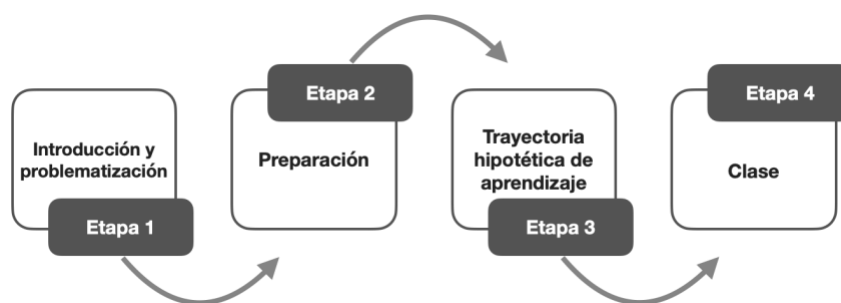 Introducción y
problematización
Etapa 1
Etapa 2
Preparación
Trayectoria
hipotética de
aprendizaje
Etapa 3
Etapa 4
Clase